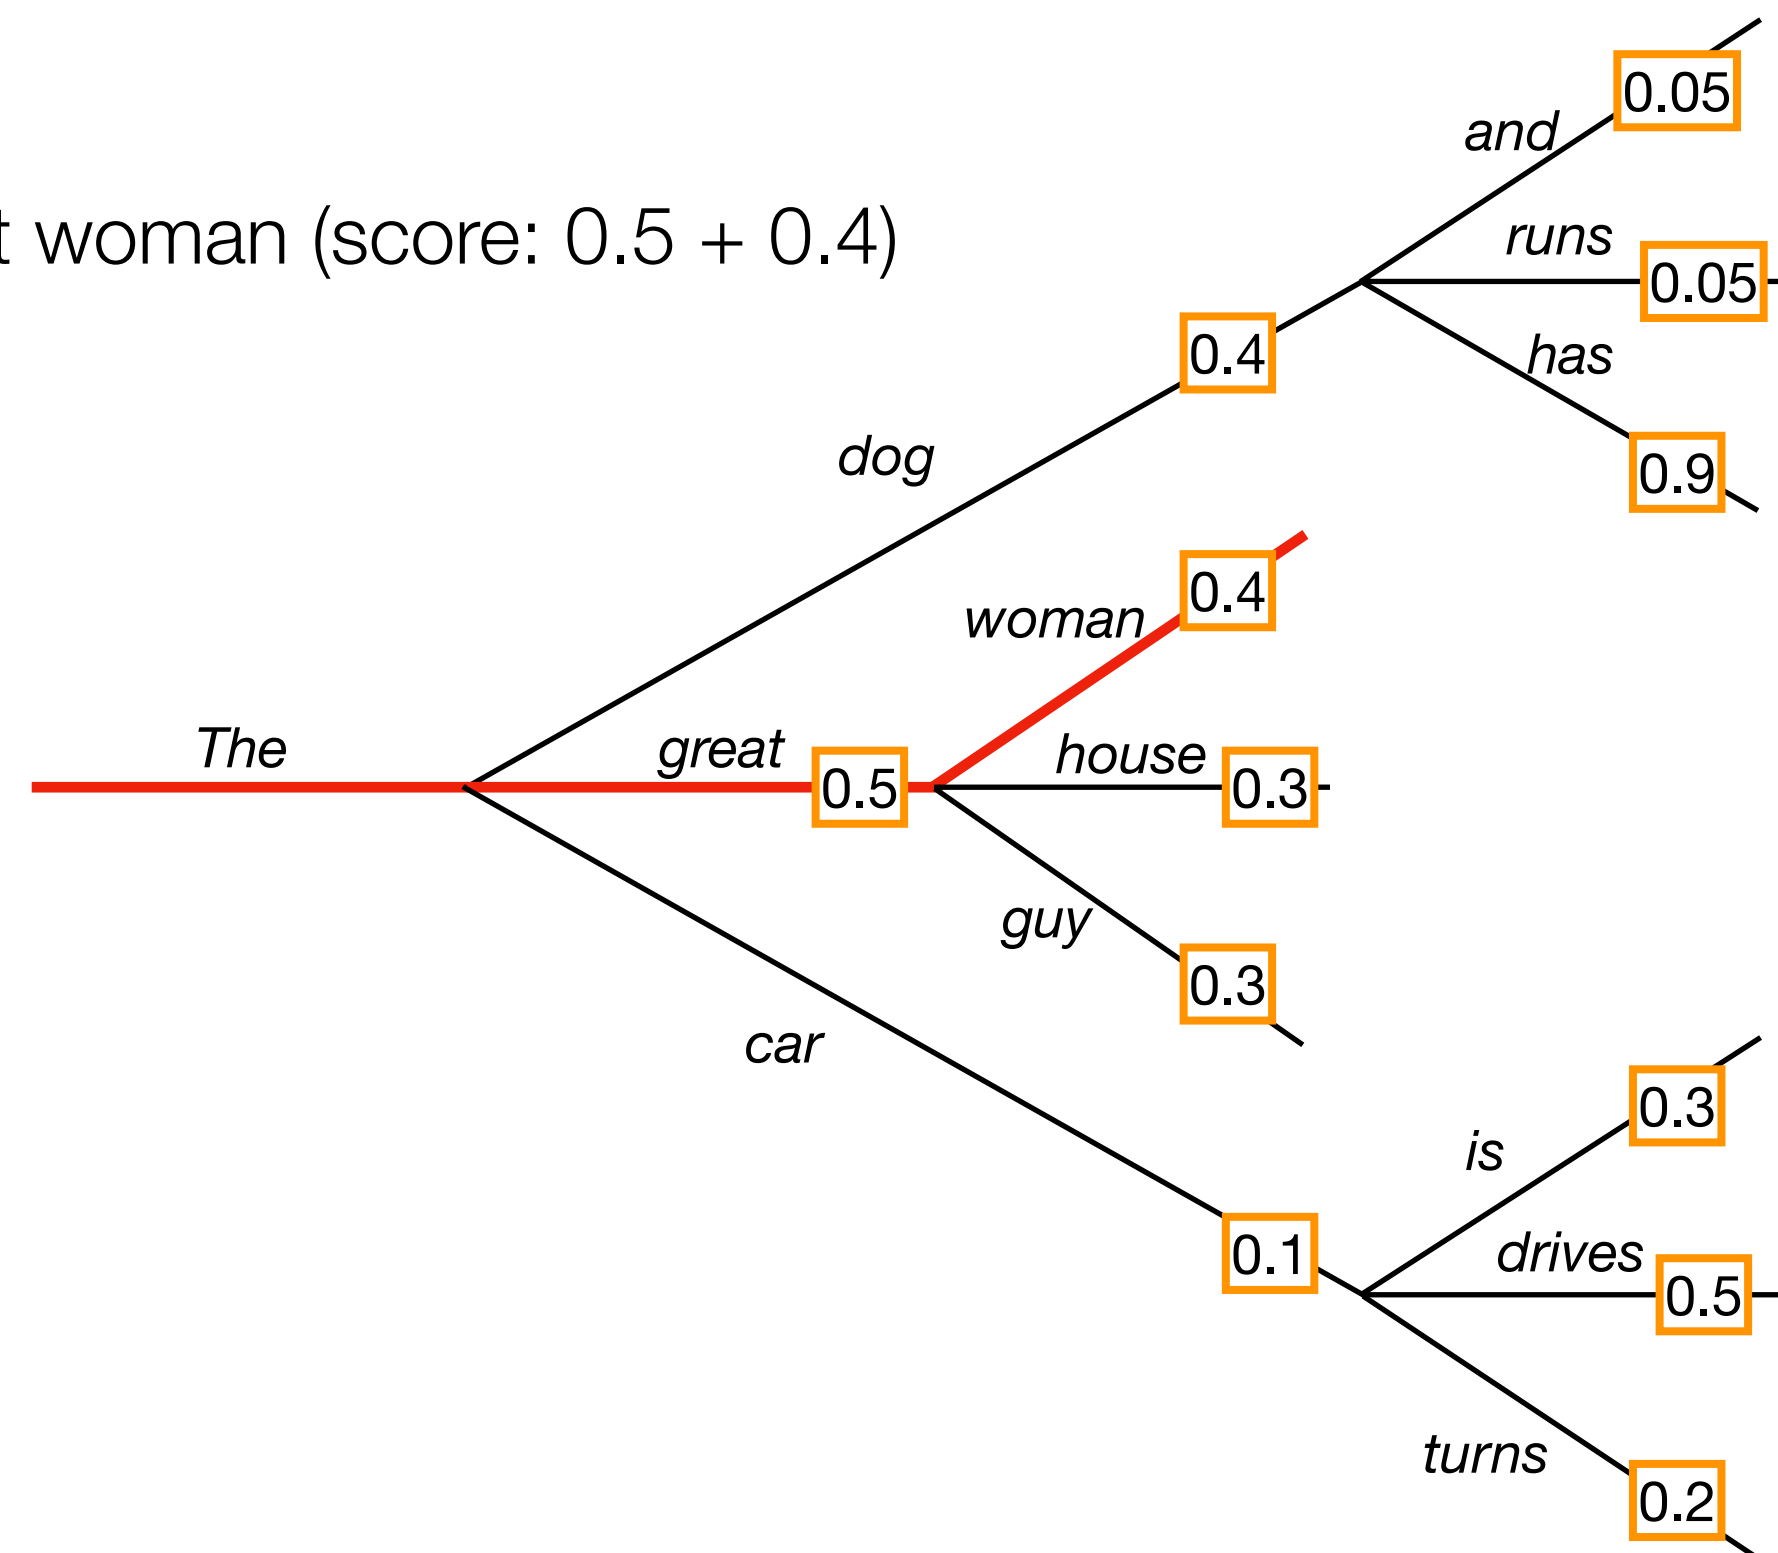 0.05
and
t woman (score: 0.5 + 0.4)
runs
0.05
0.4
has
dog
0.9
woman
0.4
The
great
0.5
house
0.3
guy
0.3
car
0.3
is
0.1
drives
0.5
turns
0.2